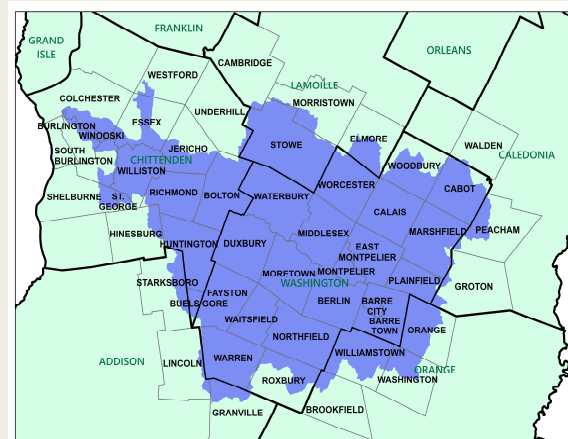 FRANKLIN
GRAND
ISLE
ORLEANS
CAMBRIDGE
WESTFORD
LAMOILLE
COLCHESTER
MORRISTOWN
UNDERHILL
ESSEX
BURLINGTON
WINOOSKI
ELMORE
STOWE
WALDEN
JERICHO
SOUTH
BURLINGTON
CHITTENDEN
CALEDONIA
WOODBURY
WILLISTON
WORCESTER
CABOT
RICHMOND
BOLTON
WATERBURY
SHELBURNE
ST.
GEORGE
CALAIS
HINESBURG
MIDDLESEX
MARSHFIELD
PEACHAM
HUNTINGTON
DUXBURY
EAST
MONTPELIER
MORETOWN
MONTPELIER
STARKSBORO
WASHINGTON
PLAINFIELD
GROTON
FAYSTON
BUELS GORE
BERLIN
BARRE
CITY
WAITSFIELD
BARRE
TOWN
ORANGE
NORTHFIELD
ADDISON
LINCOLN
WARREN
WILLIAMSTOWN
ORANGE
ROXBURY
WASHINGTON
GRANVILLE
BROOKFIELD